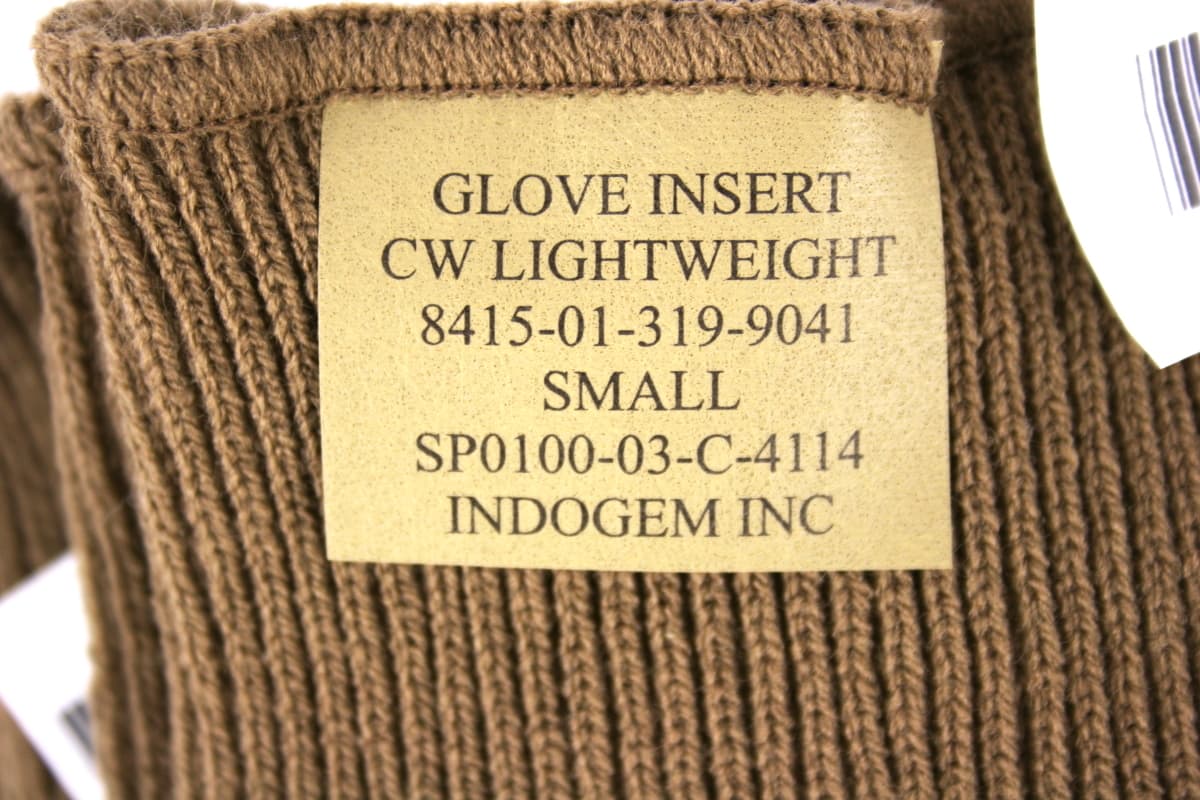 GLOVE INSERT
CW LIGHTWEIGHT
8415-01-319-9041
SMALL
SP0100-03-C-4114
INDOGEM INC